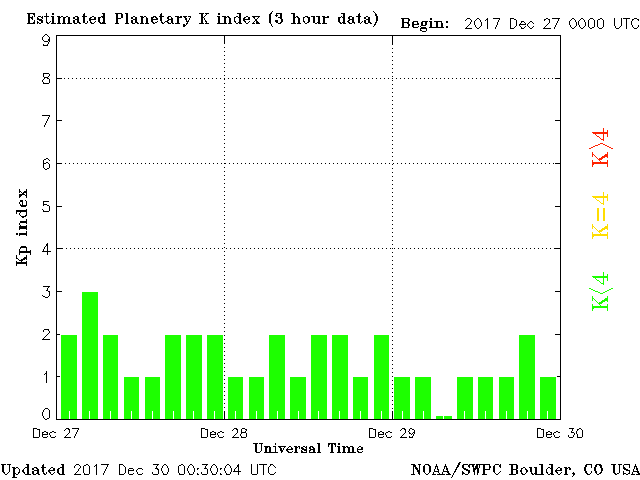 Estimated Planetary K index (3 hour data) Begin: 2017 Dec 27 0000 UTC
9
8
7
6
5
4
3
2
1
0
Kp index
K>4
K=4
K<4
Dec 27 Dec 28 Dec 29 Dec 30
Universal Time
Updated 2017 Dec 30 00:30:04 UTC NOAA/SWPC Boulder, CO USA